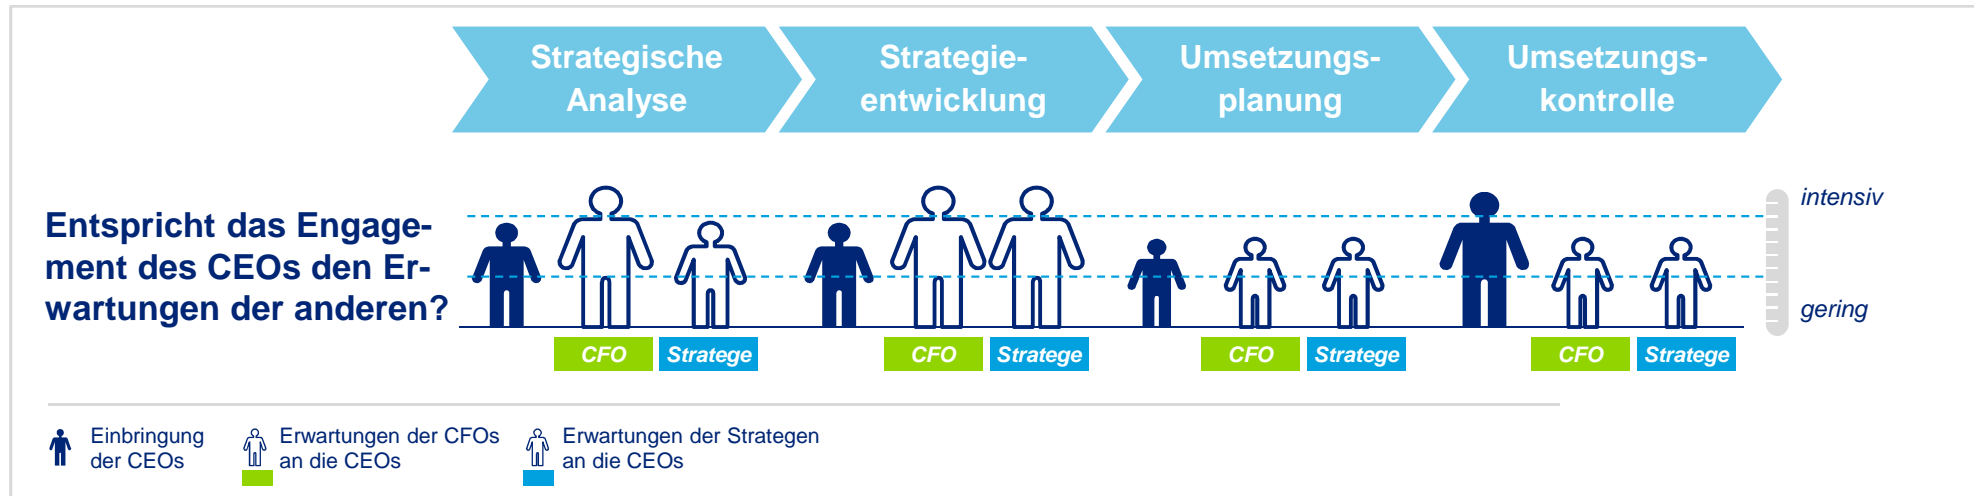 Strategische
Analyse
Strategie-
entwicklung
Umsetzungs-
planung
Umsetzungs-
kontrolle
Entspricht das Engage-
ment des CEOs den Er-
wartungen der anderen?
intensiv
gering
CFO
Stratege
CFO
Stratege
CFO
Stratege
CFO
Stratege
Einbringung
der CEOs
Erwartungen der CFOs
an die CEOs
Erwartungen der Strategen
an die CEOs